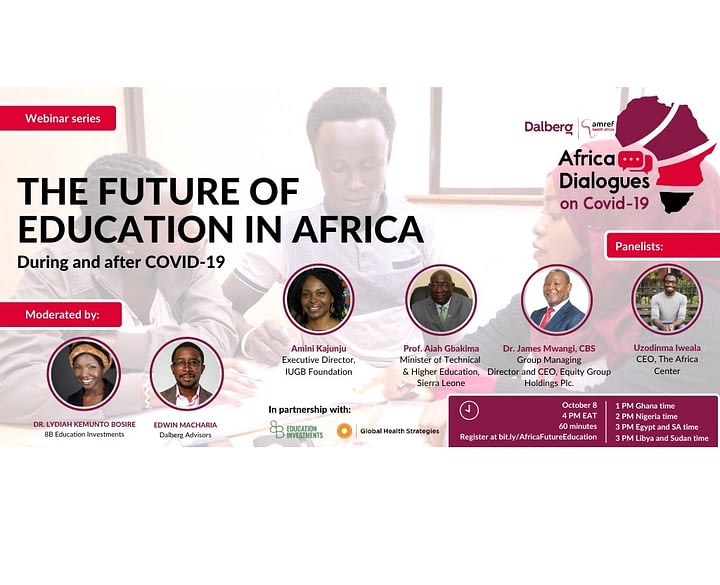 Webinar series
Dalberg
amref
health africa
Africa
Dialogues
on Covid-19
THE FUTURE OF
EDUCATION IN AFRICA
During and after COVID-19
Panelists:
Moderated by:
DR. LYDIAH KEMUNTO BOSIRE
8B Education Investments
EDWIN MACHARIA
Dalberg Advisors
Amini Kajunju
Executive Director,
IUGB Foundation
Prof. Aiah Gbakima
Minister of Technical
& Higher Education,
Sierra Leone
Dr. James Mwangi, CBS
Group Managing
Director and CEO, Equity Group
Holdings Plc.
Uzodinma Iweala
CEO, The Africa
Center
In partnership with:
8B EDUCATION
INVESTMENTS
Global Health Strategies
October 8
4 PM EAT
60 minutes
Register at bit.ly/AfricaFutureEducation
1 PM Ghana time
2 PM Nigeria time
3 PM Egypt and SA time
3 PM Libya and Sudan time